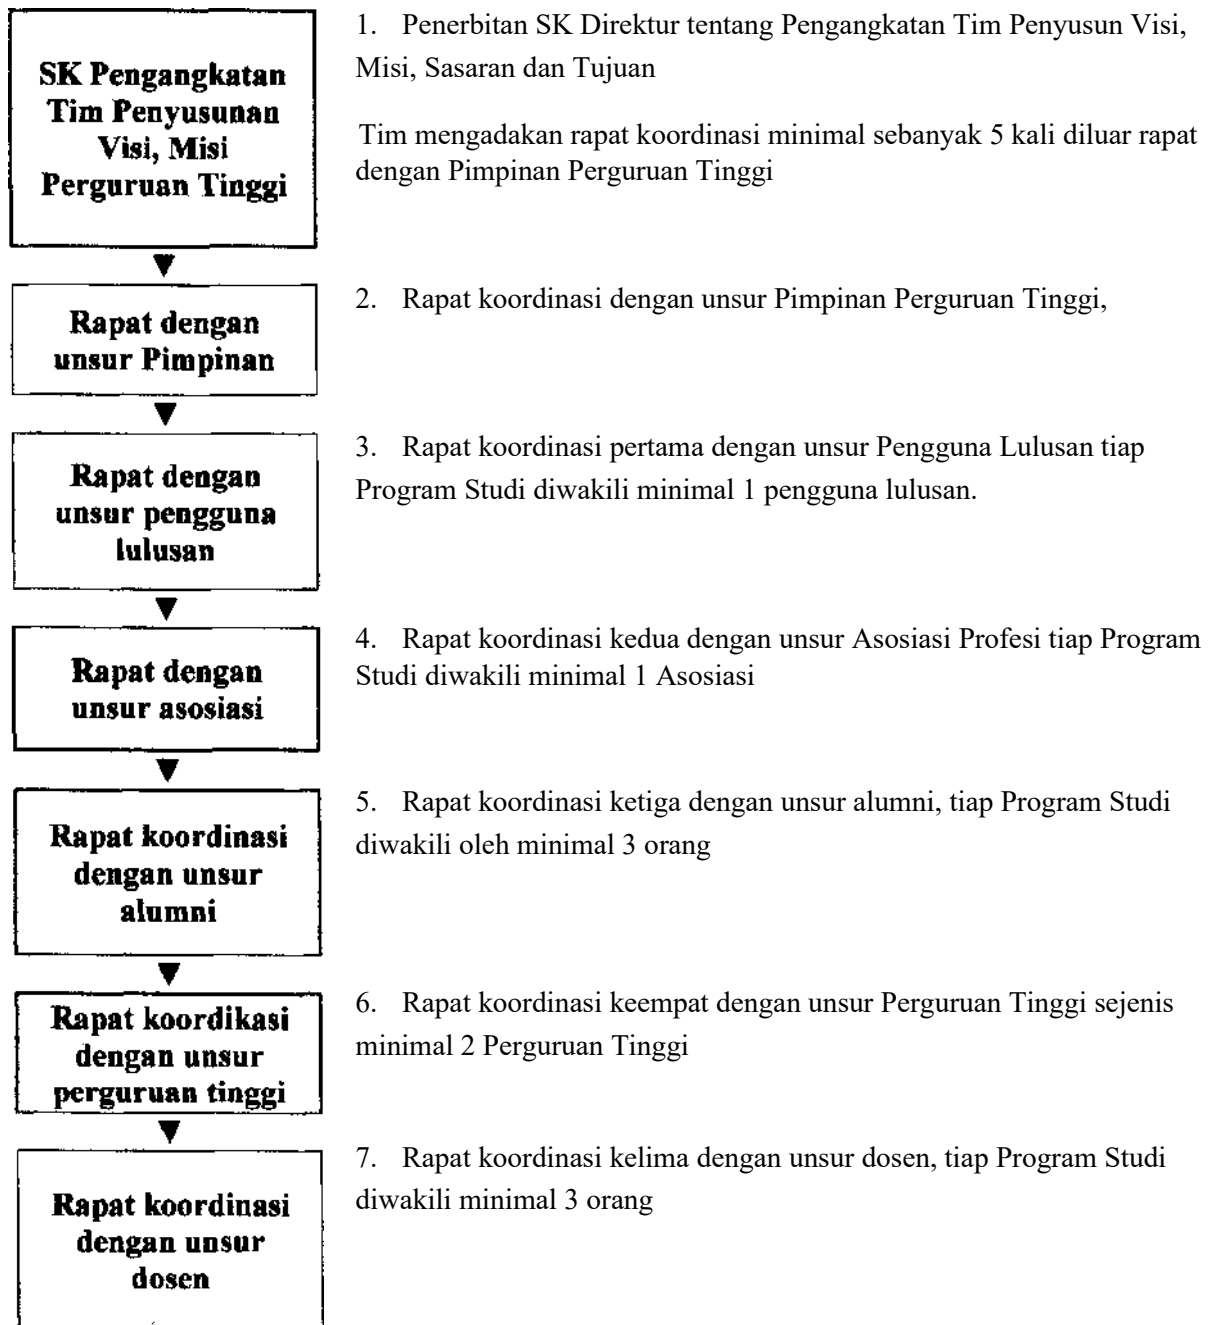 SK Pengangkatan
Tim Penyusunan
Visi, Misi
Perguruan Tinggi
1. Penerbitan SK Direktur tentang Pengangkatan Tim Penyusun Visi,
Misi, Sasaran dan Tujuan
Tim mengadakan rapat koordinasi minimal sebanyak 5 kali diluar rapat
dengan Pimpinan Perguruan Tinggi
Rapat dengan
unsur Pimpinan
2. Rapat koordinasi dengan unsur Pimpinan Perguruan Tinggi,
Rapat dengan
unsur pengguna
lulusan
3. Rapat koordinasi pertama dengan unsur Pengguna Lulusan tiap
Program Studi diwakili minimal 1 pengguna lulusan.
Rapat dengan
unsur asosiasi
4. Rapat koordinasi kedua dengan unsur Asosiasi Profesi tiap Program
Studi diwakili minimal 1 Asosiasi
Rapat koordinasi
dengan unsur
alumni
5. Rapat koordinasi ketiga dengan unsur alumni, tiap Program Studi
diwakili oleh minimal 3 orang
Rapat koordikasi
dengan unsur
perguruan tinggi
6. Rapat koordinasi keempat dengan unsur Perguruan Tinggi sejenis
minimal 2 Perguruan Tinggi
Rapat koordinasi
dengan unsur
dosen
7. Rapat koordinasi kelima dengan unsur dosen, tiap Program Studi
diwakili minimal 3 orang